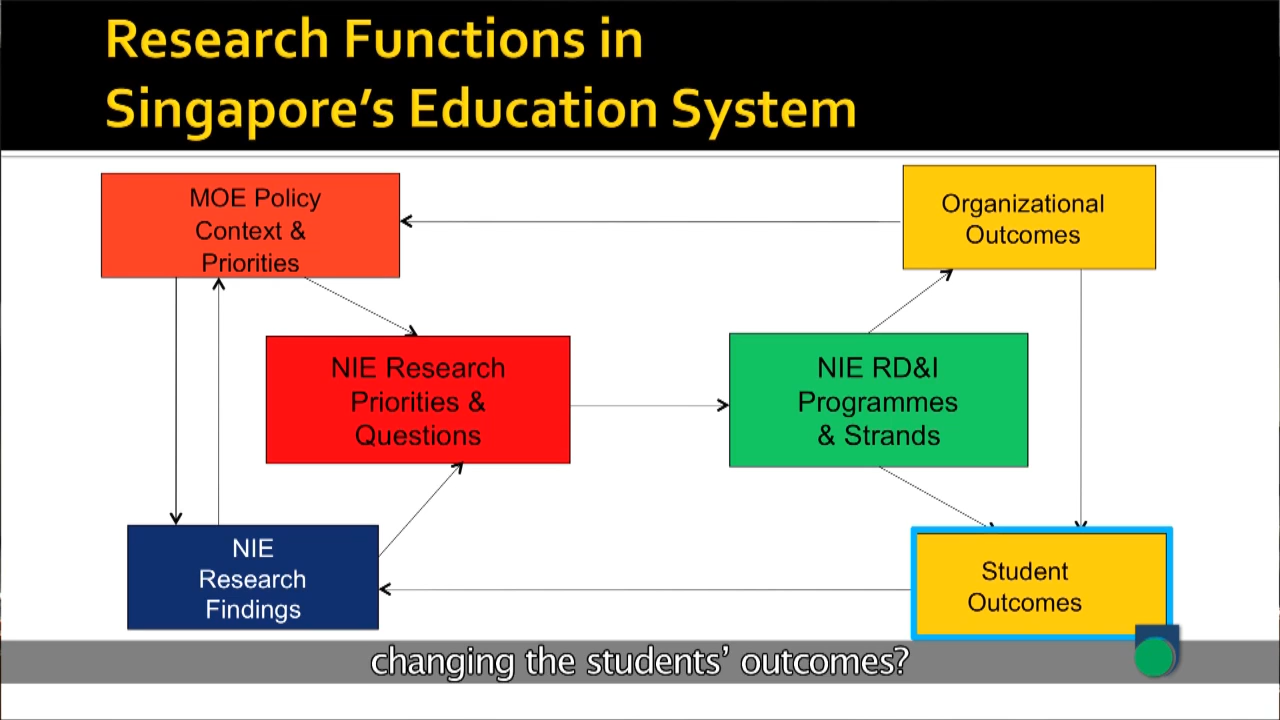 Research Functions in
Singapore’s Education System
MOE Policy
Context &
Priorities
Organizational
Outcomes
NIE Research
Priorities &
Questions
NIE RD&I
Programmes
& Strands
NIE
Research
Findings
Student
Outcomes
changing the students’ outcomes?